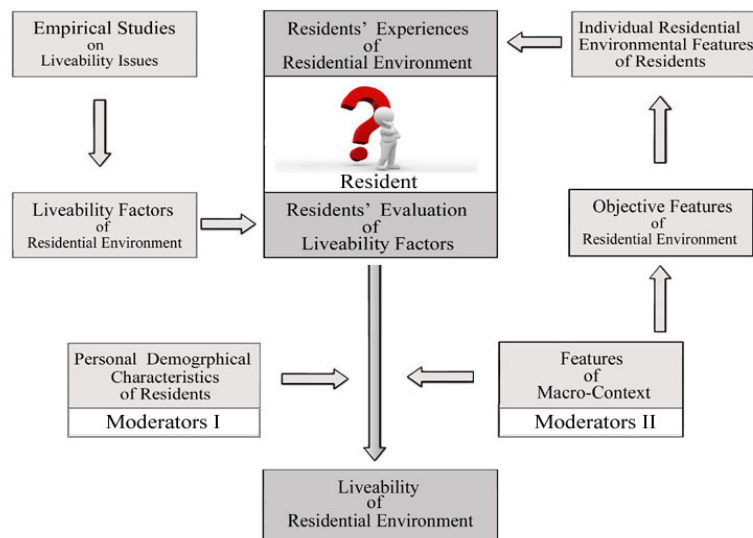 Empirical Studies
on
Liveability Issues
Residents' Experiences
of
Residential Environment
Individual Residential
Environmental Features
of Residents
Resident
Liveability Factors
of
Residential Environment
Residents' Evaluation
of
Liveability Factors
Objective Features
of
Residential Environment
Personal Demogrphical
Characteristics
of Residents
Moderators I
Features
of
Macro-Context
Moderators II
Liveability
of
Residential Environment